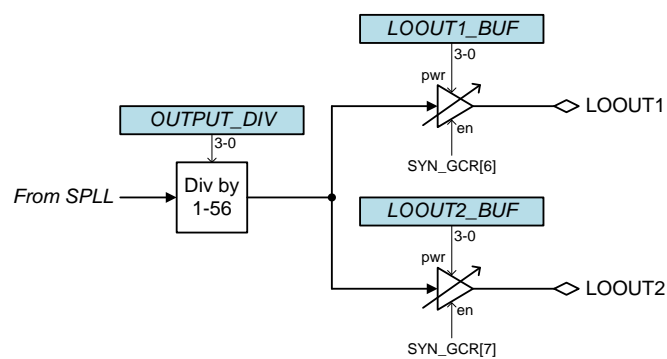 LOOUT1_BUF
3-0
pwr
LOOUT1
en
SYN_GCR[6]
OUTPUT_DIV
3-0
From SPLL
Div by
1-56
LOOUT2_BUF
3-0
pwr
LOOUT2
en
SYN_GCR[7]